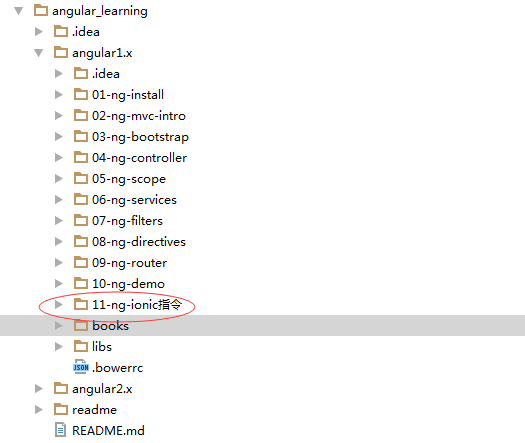 angular_learning
.idea
angular1.x
.idea
01-ng-install
02-ng-mvc-intro
03-ng-bootstrap
04-ng-controller
05-ng-scope
06-ng-services
07-ng-filters
08-ng-directives
09-ng-router
10-ng-demo
11-ng-ionic指令
books
libs
JSON .bowerrc
angular2.x
readme
README.md